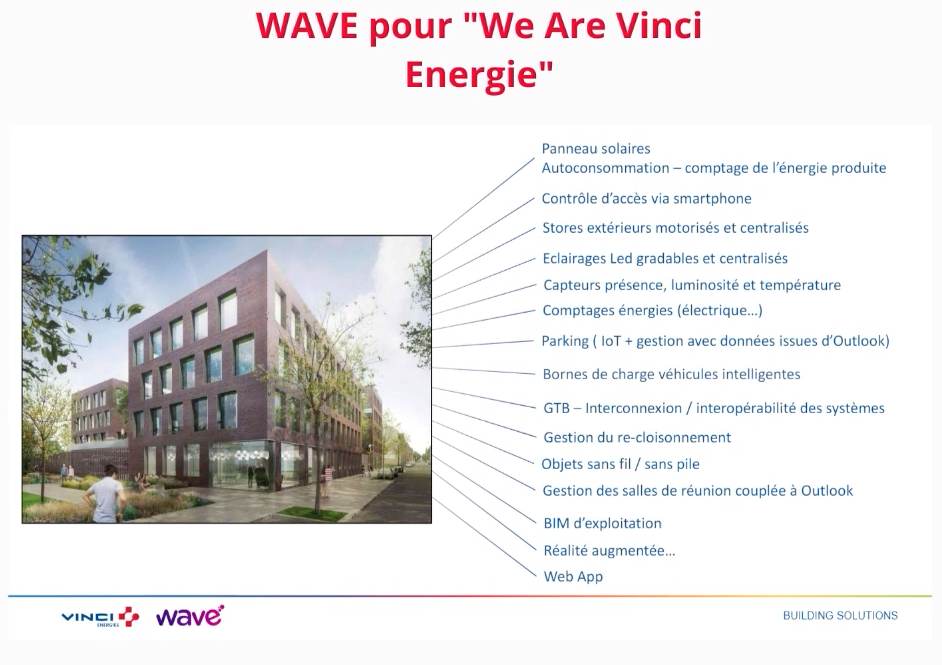 WAVE pour "We Are Vinci
Energie"
Panneau solaires
Autoconsommation – comptage de l'énergie produite
Contrôle d'accès via smartphone
Stores extérieurs motorisés et centralisés
Eclairages Led gradables et centralisés
Capteurs présence, luminosité et température
Comptages énergies (électrique...)
Parking ( IoT + gestion avec données issues d'Outlook)
Bornes de charge véhicules intelligentes
GTB – Interconnexion / interopérabilité des systèmes
Gestion du re-cloisonnement
Objets sans fil / sans pile
Gestion des salles de réunion couplée à Outlook
BIM d'exploitation
Réalité augmentée...
Web App
VINCI
ENERGIES
wave
BUILDING SOLUTIONS